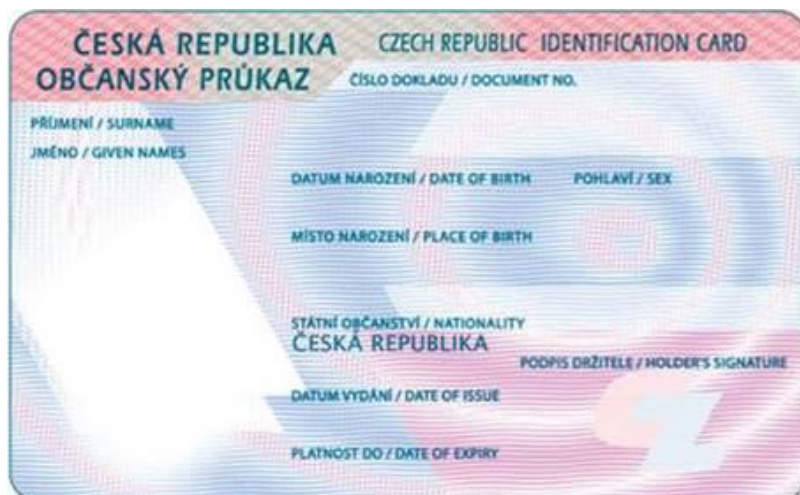 ČESKÁ REPUBLIKA CZECH REPUBLIC IDENTIFICATION CARD
OBČANSKÝ PRŮKAZ ČÍSLO DOKLADU / DOCUMENT NO.
PŘÍJMENÍ / SURNAME
JMÉNO / GIVEN NAMES
DATUM NAROZENÍ / DATE OF BIRTH POHLAVÍ / SEX
MÍSTO NAROZENÍ / PLACE OF BIRTH
STÁTNÍ OBČANSTVÍ / NATIONALITY
ČESKÁ REPUBLIKA
PODPIS DRŽITELE / HOLDER'S SIGNATURE
DATUM VYDÁNÍ / DATE OF ISSUE
PLATNOST DO / DATE OF EXPIRY
CZ